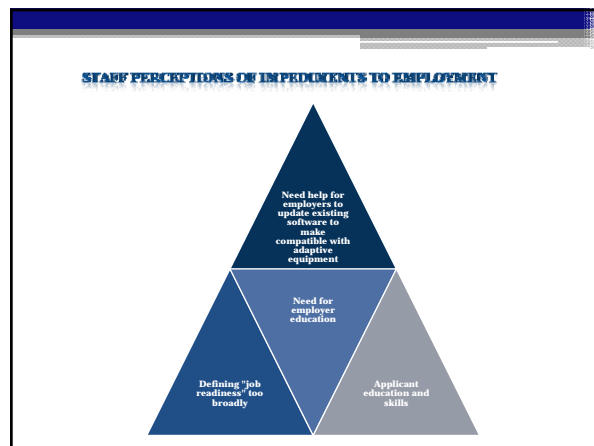 STAFF PERCEPTIONS OF IMPEDIMENTS TO EMPLOYMENT
Need help for
employers to
update existing
software to
make
compatible with
adaptive
equipment
Need for
employer
education
Defining "job
readiness" too
broadly
Applicant
education and
skills